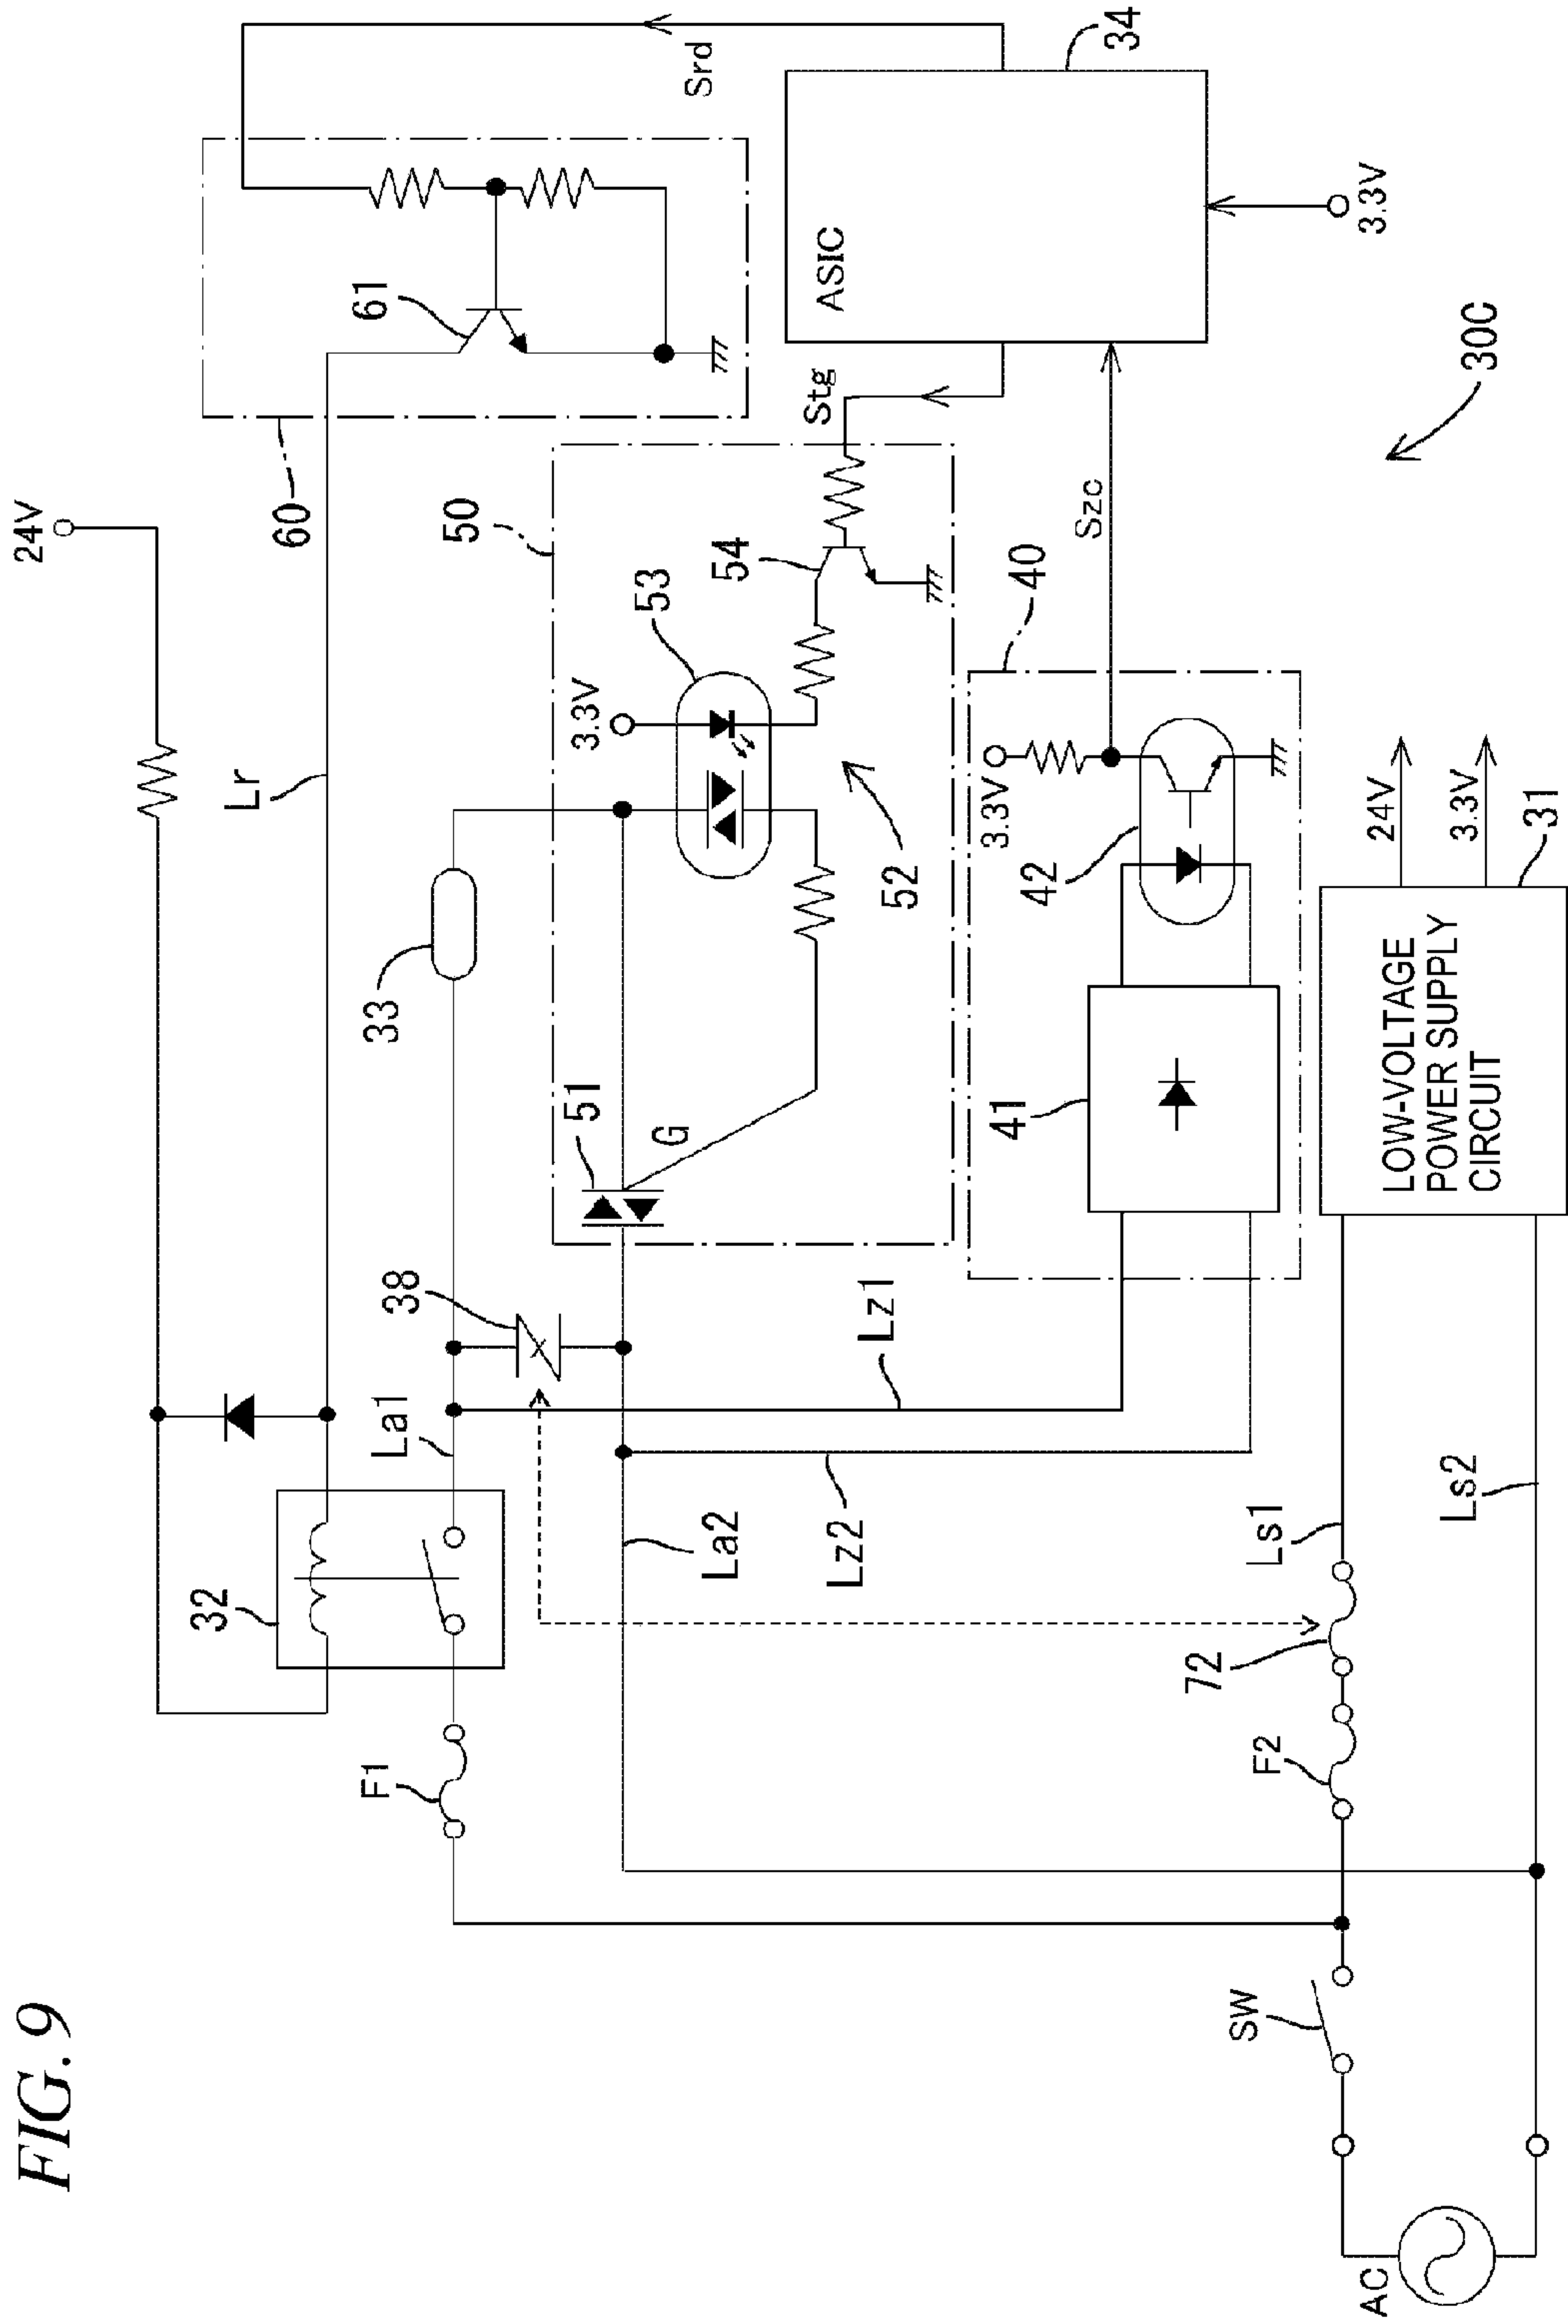 FIG. 9
24V
Lr
60
61
Srd
34
ASIC
3.3V
30C
32
La1
38
33
50
51
G
3.3V
53
54
52
Stg
Szc
40
3.3V
42
41
F1
La2
Lz1
Lz2
72
F2
Ls1
Ls2
SW
AC
LOW-VOLTAGE
POWER SUPPLY
CIRCUIT
24V
3.3V
31